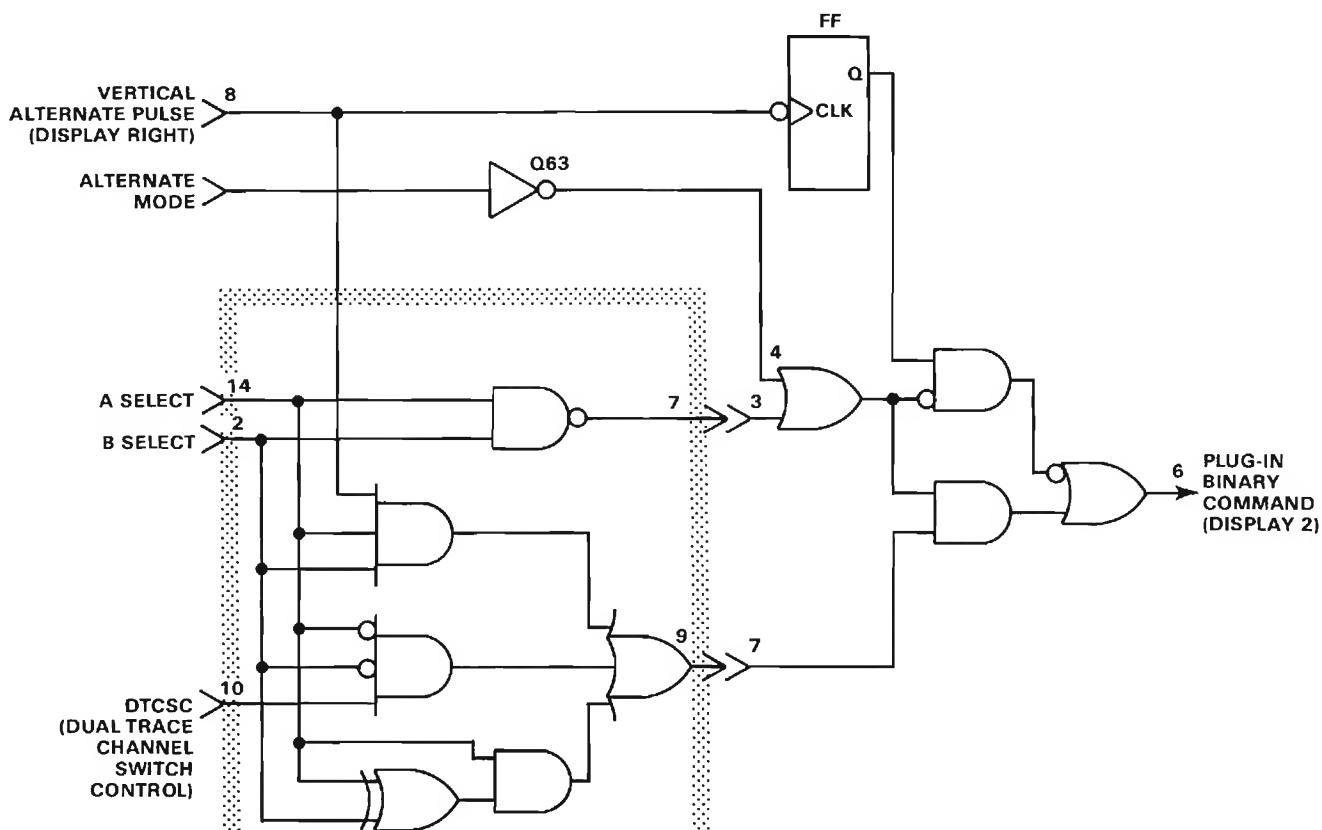 FF
Q
CLK
VERTICAL
ALTERNATE PULSE
(DISPLAY RIGHT)
8
ALTERNATE
MODE
Q63
4
A SELECT
14
7
3
B SELECT
2
6
PLUG-IN
BINARY
COMMAND
(DISPLAY 2)
9
7
10
DTCSC
(DUAL TRACE
CHANNEL
SWITCH
CONTROL)